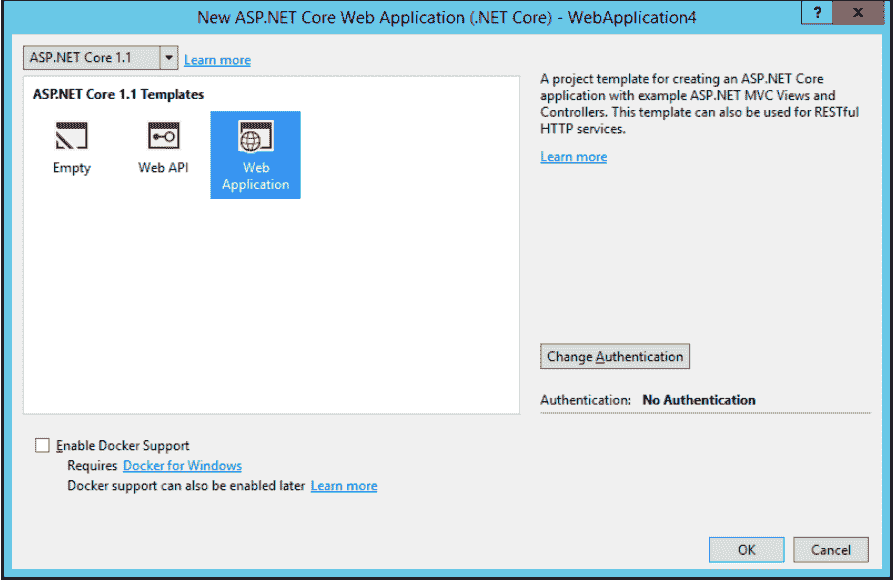 New ASP.NET Core Web Application (.NET Core) - WebApplication4
? x
ASP.NET Core 1.1 Learn more
ASP.NET Core 1.1 Templates
Empty
Web API
Web
Application
A project template for creating an ASP.NET Core
application with example ASP.NET MVC Views and
Controllers. This template can also be used for RESTful
HTTP services.
Learn more
Change Authentication
Authentication: No Authentication
Enable Docker Support
Requires Docker for Windows
Docker support can also be enabled later Learn more
OK Cancel